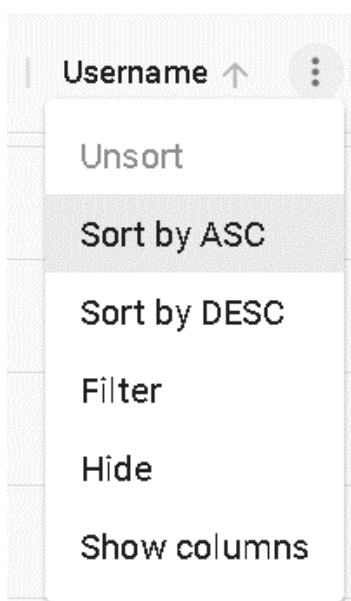 Username
Unsort
Sort by ASC
Sort by DESC
Filter
Hide
Show columns